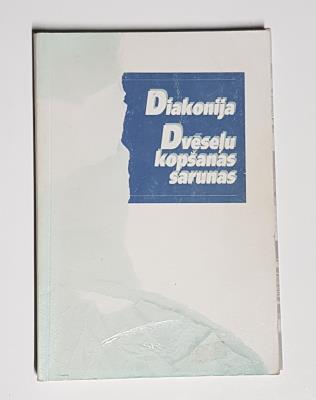 Diakonija
Dvēseļu
kopšanas
sarunas